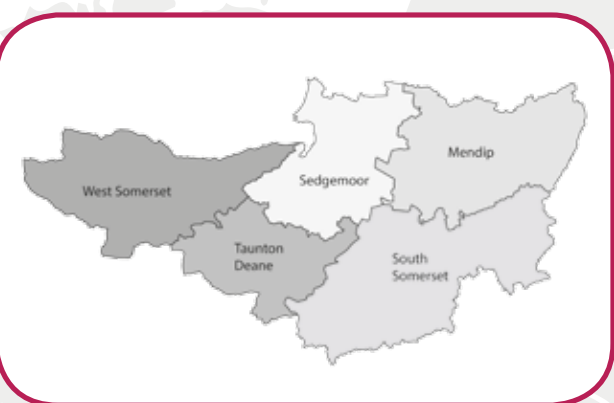 Mendip
Sedgemoor
West Somerset
Taunton
Deane
South
Somerset